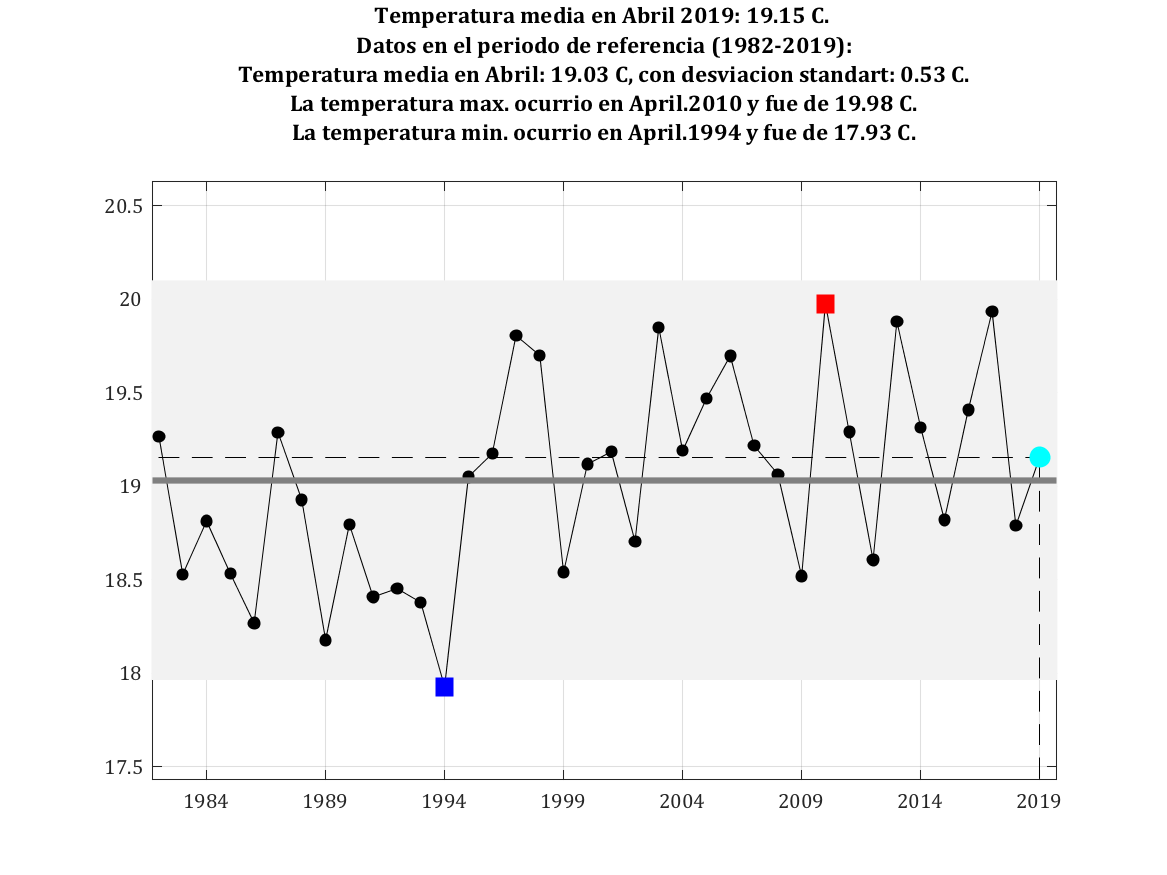 Temperatura media en Abril 2019: 19.15 C.
Datos en el periodo de referencia (1982-2019):
Temperatura media en Abril: 19.03 C, con desviacion standart: 0.53 C.
La temperatura max. ocurrio en April.2010 y fue de 19.98 C.
La temperatura min. ocurrio en April.1994 y fue de 17.93 C.
20.5
20
19.5
19
18.5
18
17.5
1984 1989 1994 1999 2004 2009 2014 2019